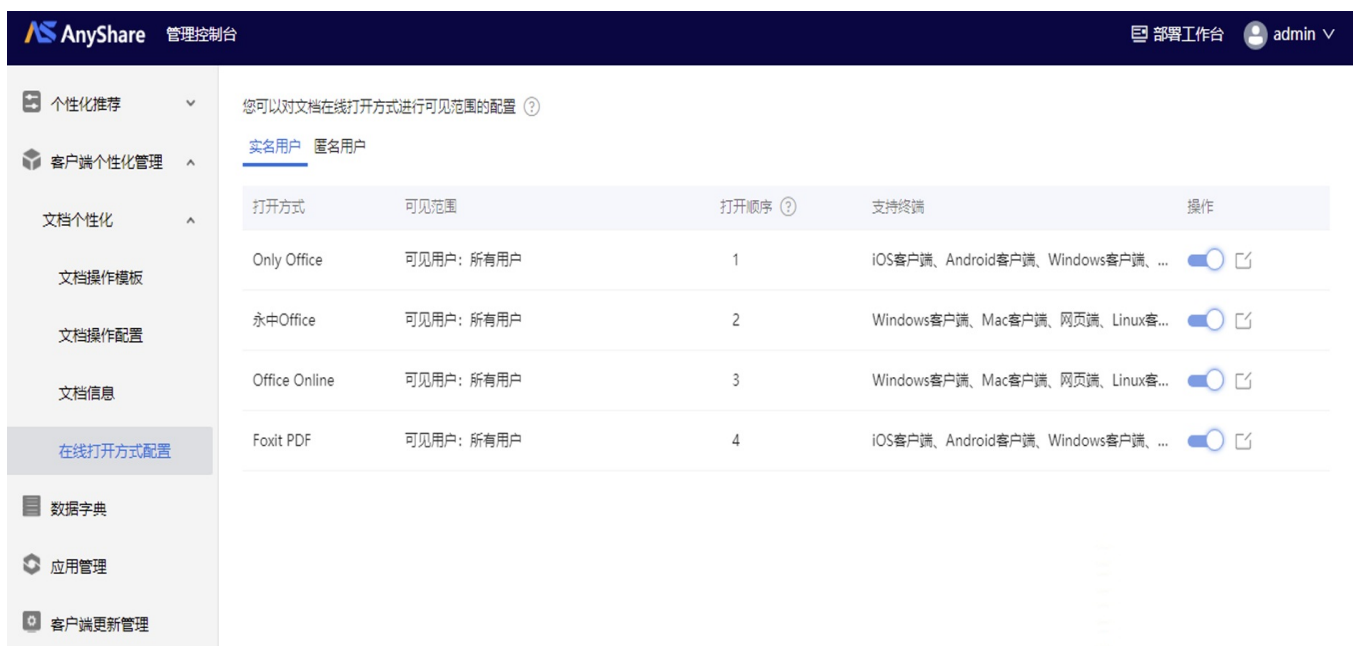 AnyShare 管理控制台 部署工作台 admin
个性化推荐
客户端个性化管理
文档个性化
文档操作模板
文档操作配置
文档信息
在线打开方式配置
数据字典
应用管理
客户端更新管理
您可以对文档在线打开方式进行可见范围的配置 ?
实名用户 匿名用户
打开方式 可见范围 打开顺序 ? 支持终端 操作
Only Office 可见用户：所有用户 1 iOS客户端、Android客户端、Windows客户端、...
永中Office 可见用户：所有用户 2 Windows客户端、Mac客户端、网页端、Linux客...
Office Online 可见用户：所有用户 3 Windows客户端、Mac客户端、网页端、Linux客...
Foxit PDF 可见用户：所有用户 4 iOS客户端、Android客户端、Windows客户端、...